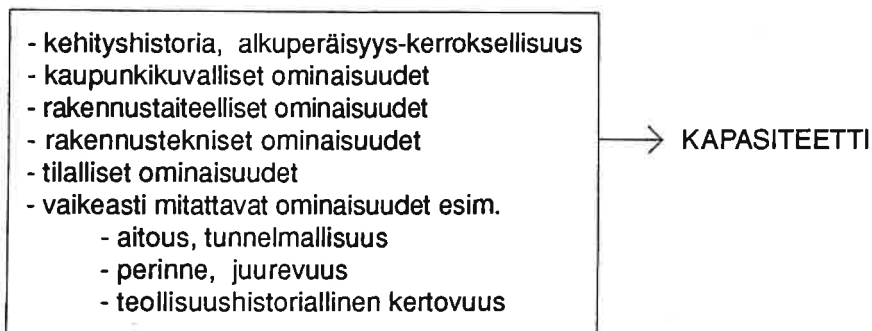 - kehityshistoria, alkuperäisyys-kerroksellisuus
- kaupunkikuvalliset ominaisuudet
- rakennustaiteelliset ominaisuudet
- rakennustekniset ominaisuudet
- tilalliset ominaisuudet
- vaikeasti mitattavat ominaisuudet esim.
- aitous, tunnelmallisuus
- perinne, juurevuus
- teollisuushistoriallinen kertovuus
KAPASITEETTI